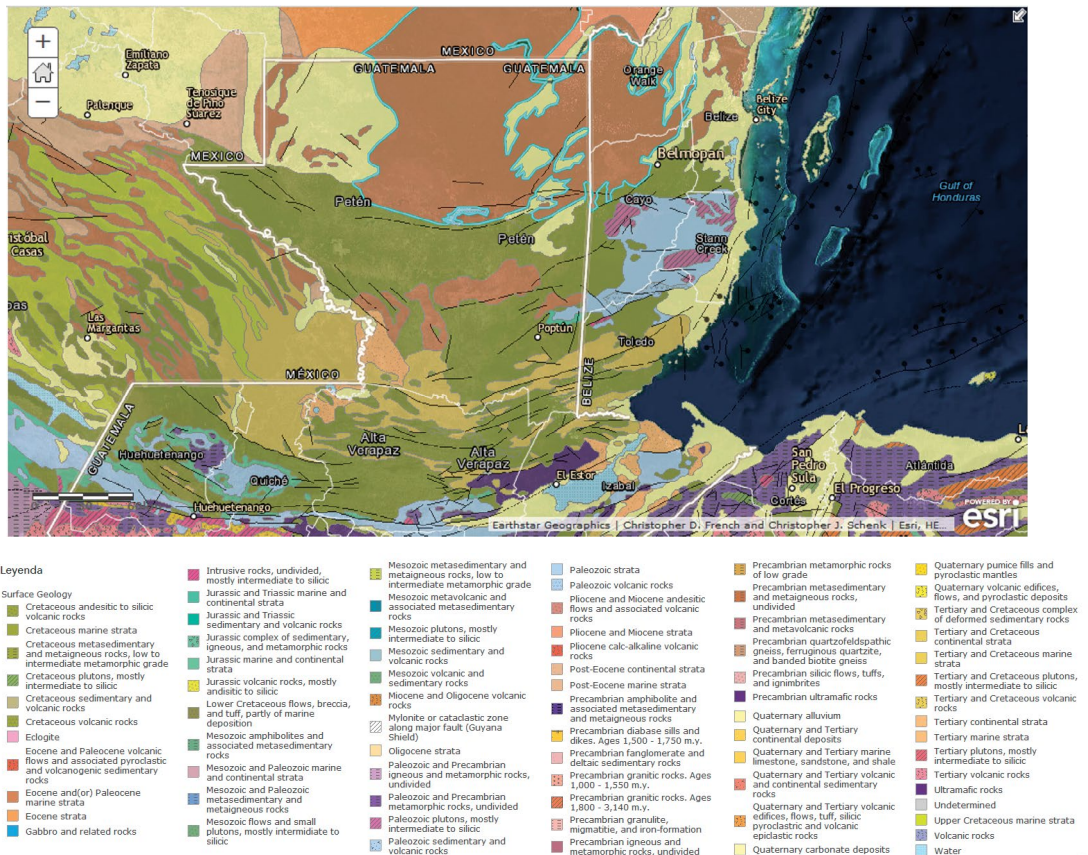 +
−
Emiliano
Zapata
Palenque
Tenosique
de Pino
Suarez
MEXICO
GUATEMALA
GUATEMALA
MEXICO
Orange
Walk
Belize
City
Belize
Belmopan
Gulf of
Honduras
Petén
Cayo
Petén
Stann
Creek
istóbal
Casas
pas
Las
Margaritas
Poptún
Toledo
BELIZE
MÉXICO
GUATEMALA
Huehuetenango
Alta
Verapaz
Alta
Verapaz
Quiché
El Estor
Izabal
Huehuetenango
San
Pedro
Sula
Cortés
El Progreso
Atlántida
L
Earthstar Geographics | Christopher D. French and Christopher J. Schenk | Esri, HE...
POWERED BY
esri
Leyenda
Surface Geology
Cretaceous andesitic to silicic
volcanic rocks
Cretaceous marine strata
Cretaceous metasedimentary
and metaigneous rocks, low to
intermediate metamorphic grade
Cretaceous plutons, mostly
intermediate to silicic
Cretaceous sedimentary and
volcanic rocks
Cretaceous volcanic rocks
Eclogite
Eocene and Paleocene volcanic
flows and associated pyroclastic
and volcanogenic sedimentary
rocks
Eocene and(or) Paleocene
marine strata
Eocene strata
Gabbro and related rocks
Intrusive rocks, undivided,
mostly intermediate to silicic
Jurassic and Triassic marine and
continental strata
Jurassic and Triassic
sedimentary and volcanic rocks
Jurassic complex of sedimentary,
igneous, and metamorphic rocks
Jurassic marine and continental
strata
Jurassic volcanic rocks, mostly
andisitic to silicic
Lower Cretaceous flows, breccia,
and tuff, partly of marine
deposition
Mesozoic amphibolites and
associated metasedimentary
rocks
Mesozoic and Paleozoic marine
and continental strata
Mesozoic and Paleozoic
metasedimentary and
metaigneous rocks
Mesozoic flows and small
plutons, mostly intermidiate to
silicic
Mesozoic metasedimentary and
metaigneous rocks, low to
intermediate metamorphic grade
Mesozoic metavolcanic and
associated metasedimentary
rocks
Mesozoic plutons, mostly
intermediate to silicic
Mesozoic sedimentary and
volcanic rocks
Mesozoic volcanic and
sedimentary rocks
Miocene and Oligocene volcanic
rocks
Mylonite or cataclastic zone
along major fault (Guyana
Shield)
Oligocene strata
Paleozoic and Precambrian
igneous and metamorphic rocks,
undivided
Paleozoic and Precambrian
metamorphic rocks, undivided
Paleozoic plutons, mostly
intermediate to silicic
Paleozoic sedimentary and
volcanic rocks
Paleozoic strata
Paleozoic volcanic rocks
Pliocene and Miocene andesitic
flows and associated volcanic
rocks
Pliocene and Miocene strata
Pliocene calc-alkaline volcanic
rocks
Post-Eocene continental strata
Post-Eocene marine strata
Precambrian amphibolite and
associated metasedimentary
and metaigneous rocks
Precambrian diabase sills and
dikes. Ages 1,500 - 1,750 m.y.
Precambrian fanglomerate and
deltaic sedimentary rocks
Precambrian granitic rocks. Ages
1,000 - 1,550 m.y.
Precambrian granitic rocks. Ages
1,800 - 3,140 m.y.
Precambrian granulite,
migmatitie, and iron-formation
Precambrian igneous and
metamorphic rocks, undivided
Precambrian metamorphic rocks
of low grade
Precambrian metasedimentary
and metaigneous rocks,
undivided
Precambrian metasedimentary
and metavolcanic rocks
Precambrian quartzofeldspathic
gneiss, ferruginous quartzite,
and banded biotite gneiss
Precambrian silicic flows, tuffs,
and ignimbrites
Precambrian ultramafic rocks
Quaternary alluvium
Quaternary and Tertiary
continental deposits
Quaternary and Tertiary marine
limestone, sandstone, and shale
Quaternary and Tertiary volcanic
and continental sedimentary
rocks
Quaternary and Tertiary volcanic
edifices, flows, tuff, silicic
pyroclastric and volcanic
epiclastic rocks
Quaternary carbonate deposits
Quaternary pumice fills and
pyroclastic mantles
Quaternary volcanic edifices,
flows, and pyroclastic deposits
Tertiary and Cretaceous complex
of deformed sedimentary rocks
Tertiary and Cretaceous
continental strata
Tertiary and Cretaceous marine
strata
Tertiary and Cretaceous plutons,
mostly intermediate to silicic
Tertiary and Cretaceous volcanic
rocks
Tertiary continental strata
Tertiary marine strata
Tertiary plutons, mostly
intermediate to silicic
Tertiary volcanic rocks
Ultramafic rocks
Undetermined
Upper Cretaceous marine strata
Volcanic rocks
Water